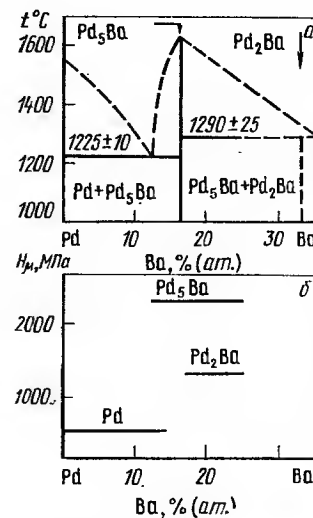 t°C
Pd₅Ba
Pd₂Ba
а
1600
1400
1225±10
1290±25
1200
Pd+Pd₅Ba
Pd₅Ba+Pd₂Ba
1000
Pd 10 20 30 Ba
Ba, % (ат.)
Hμ, МПа
б
Pd₅Ba
2000
Pd₂Ba
1000
Pd
Pd 10 20 Ba
Ba, % (ат.)